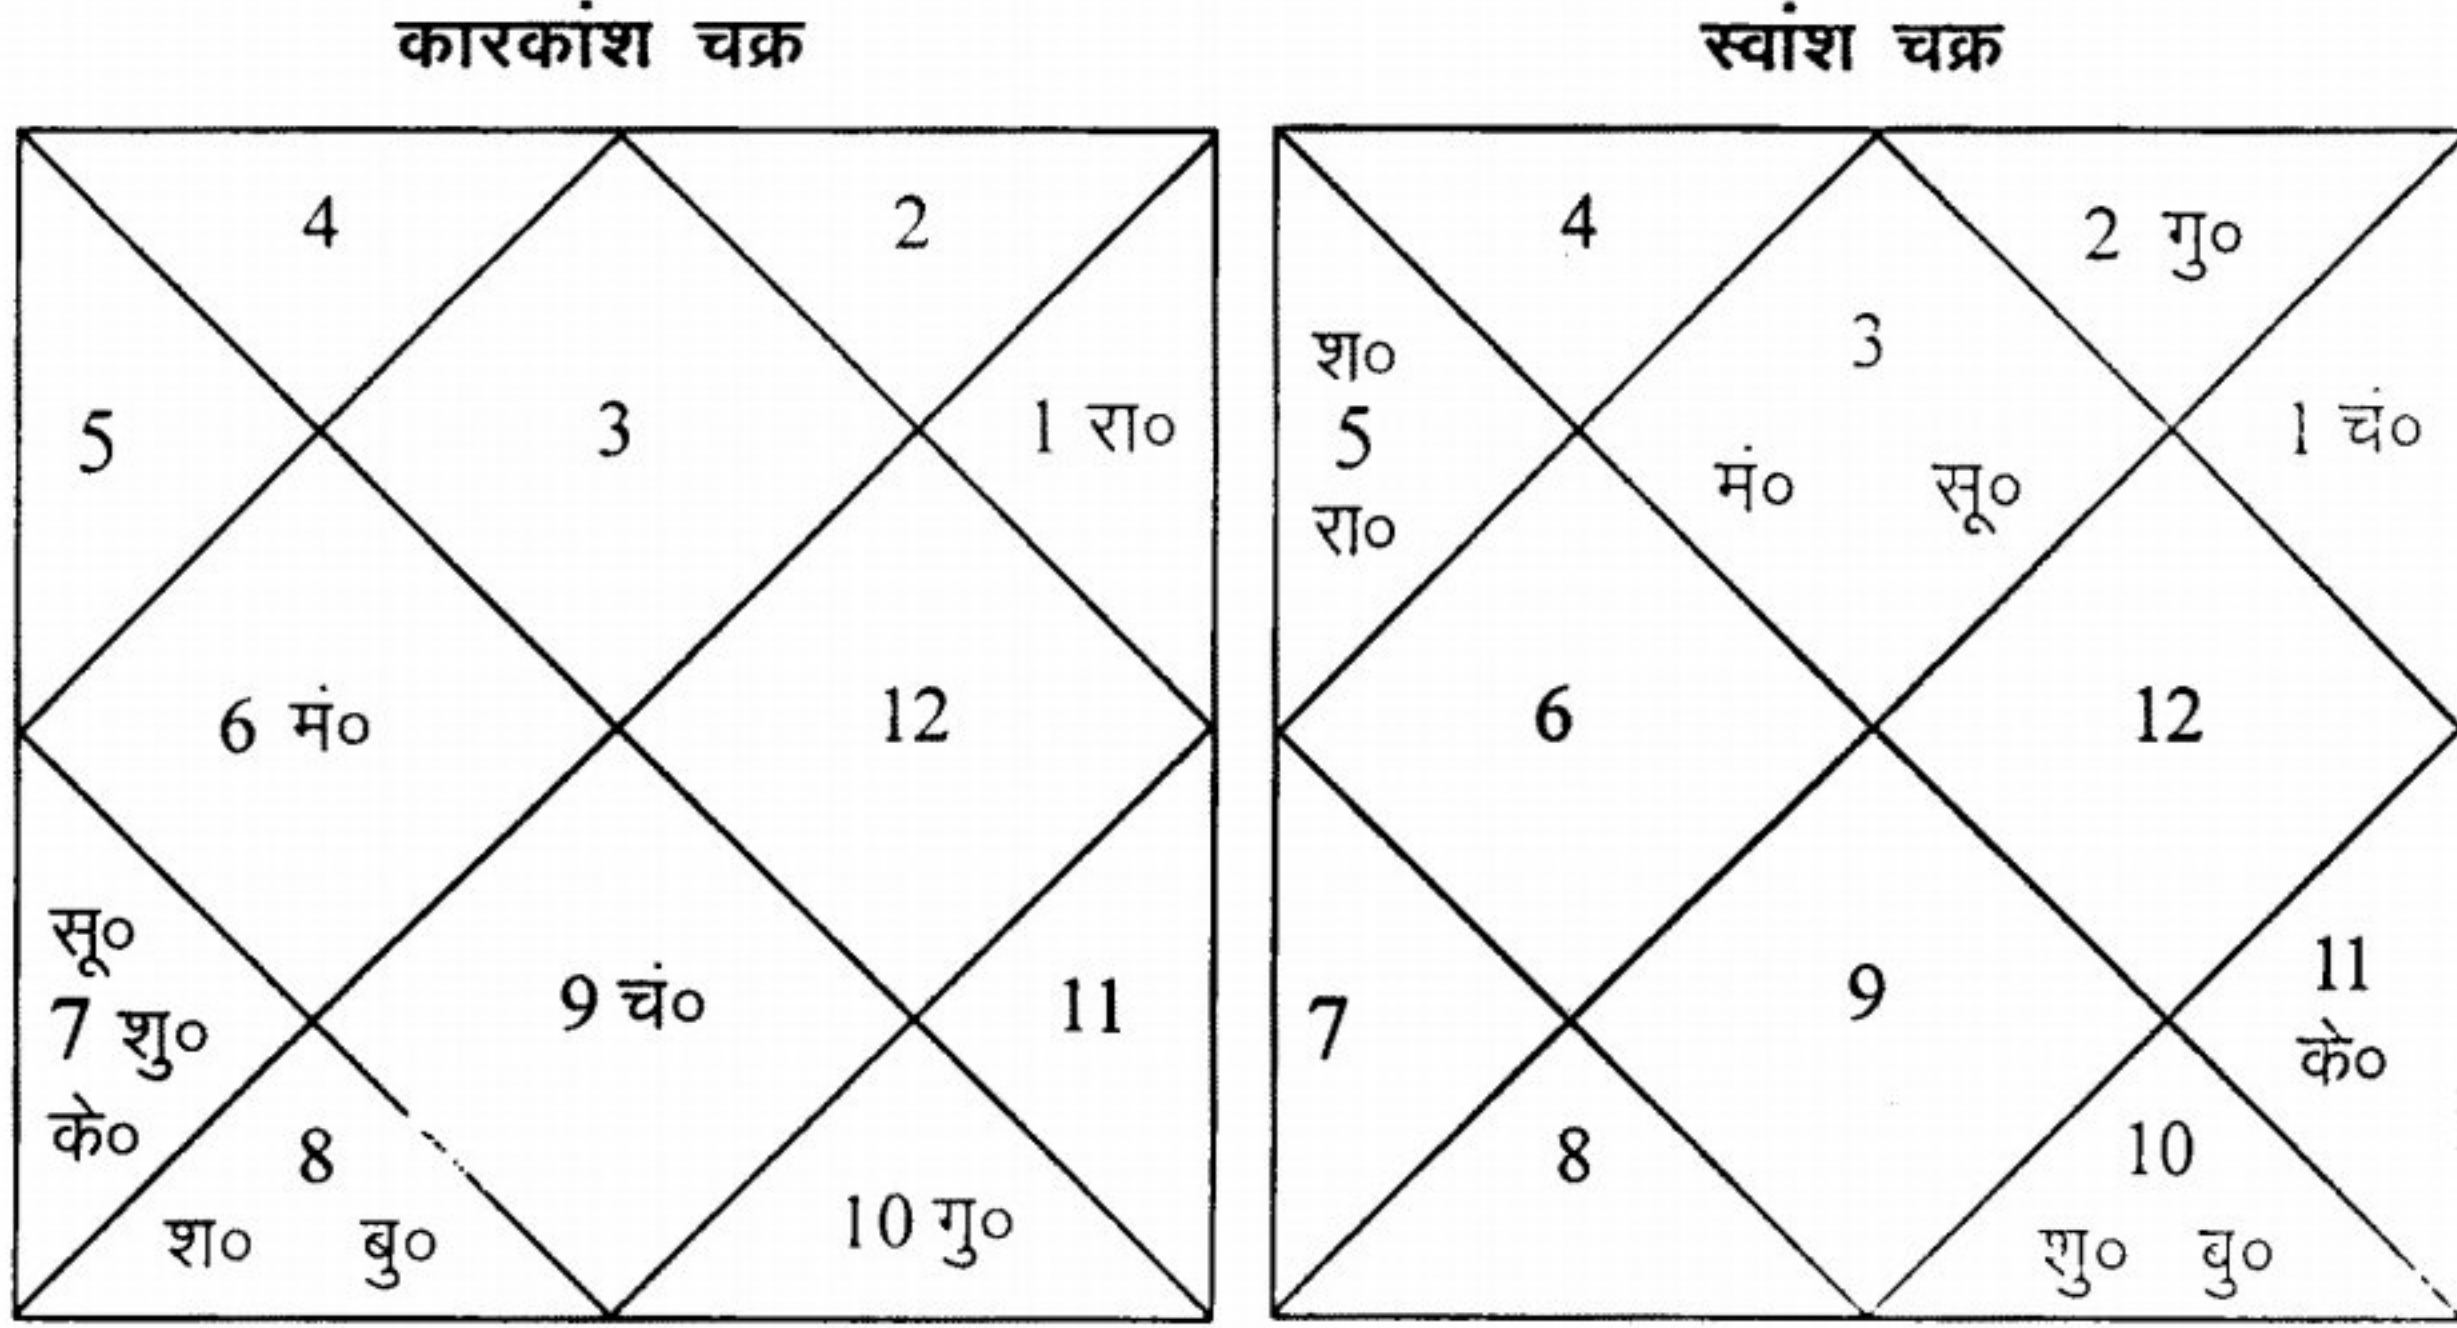 कारकांश चक्र
4
2
5
3
1 रा०
6 मं०
12
सू०
7 शु०
के०
9 चं०
11
8
श० बु०
10 गु०
स्वांश चक्र
4
2 गु०
श०
5
रा०
3
मं० सू०
1 चं०
6
12
7
9
11
के०
8
10
शु० बु०